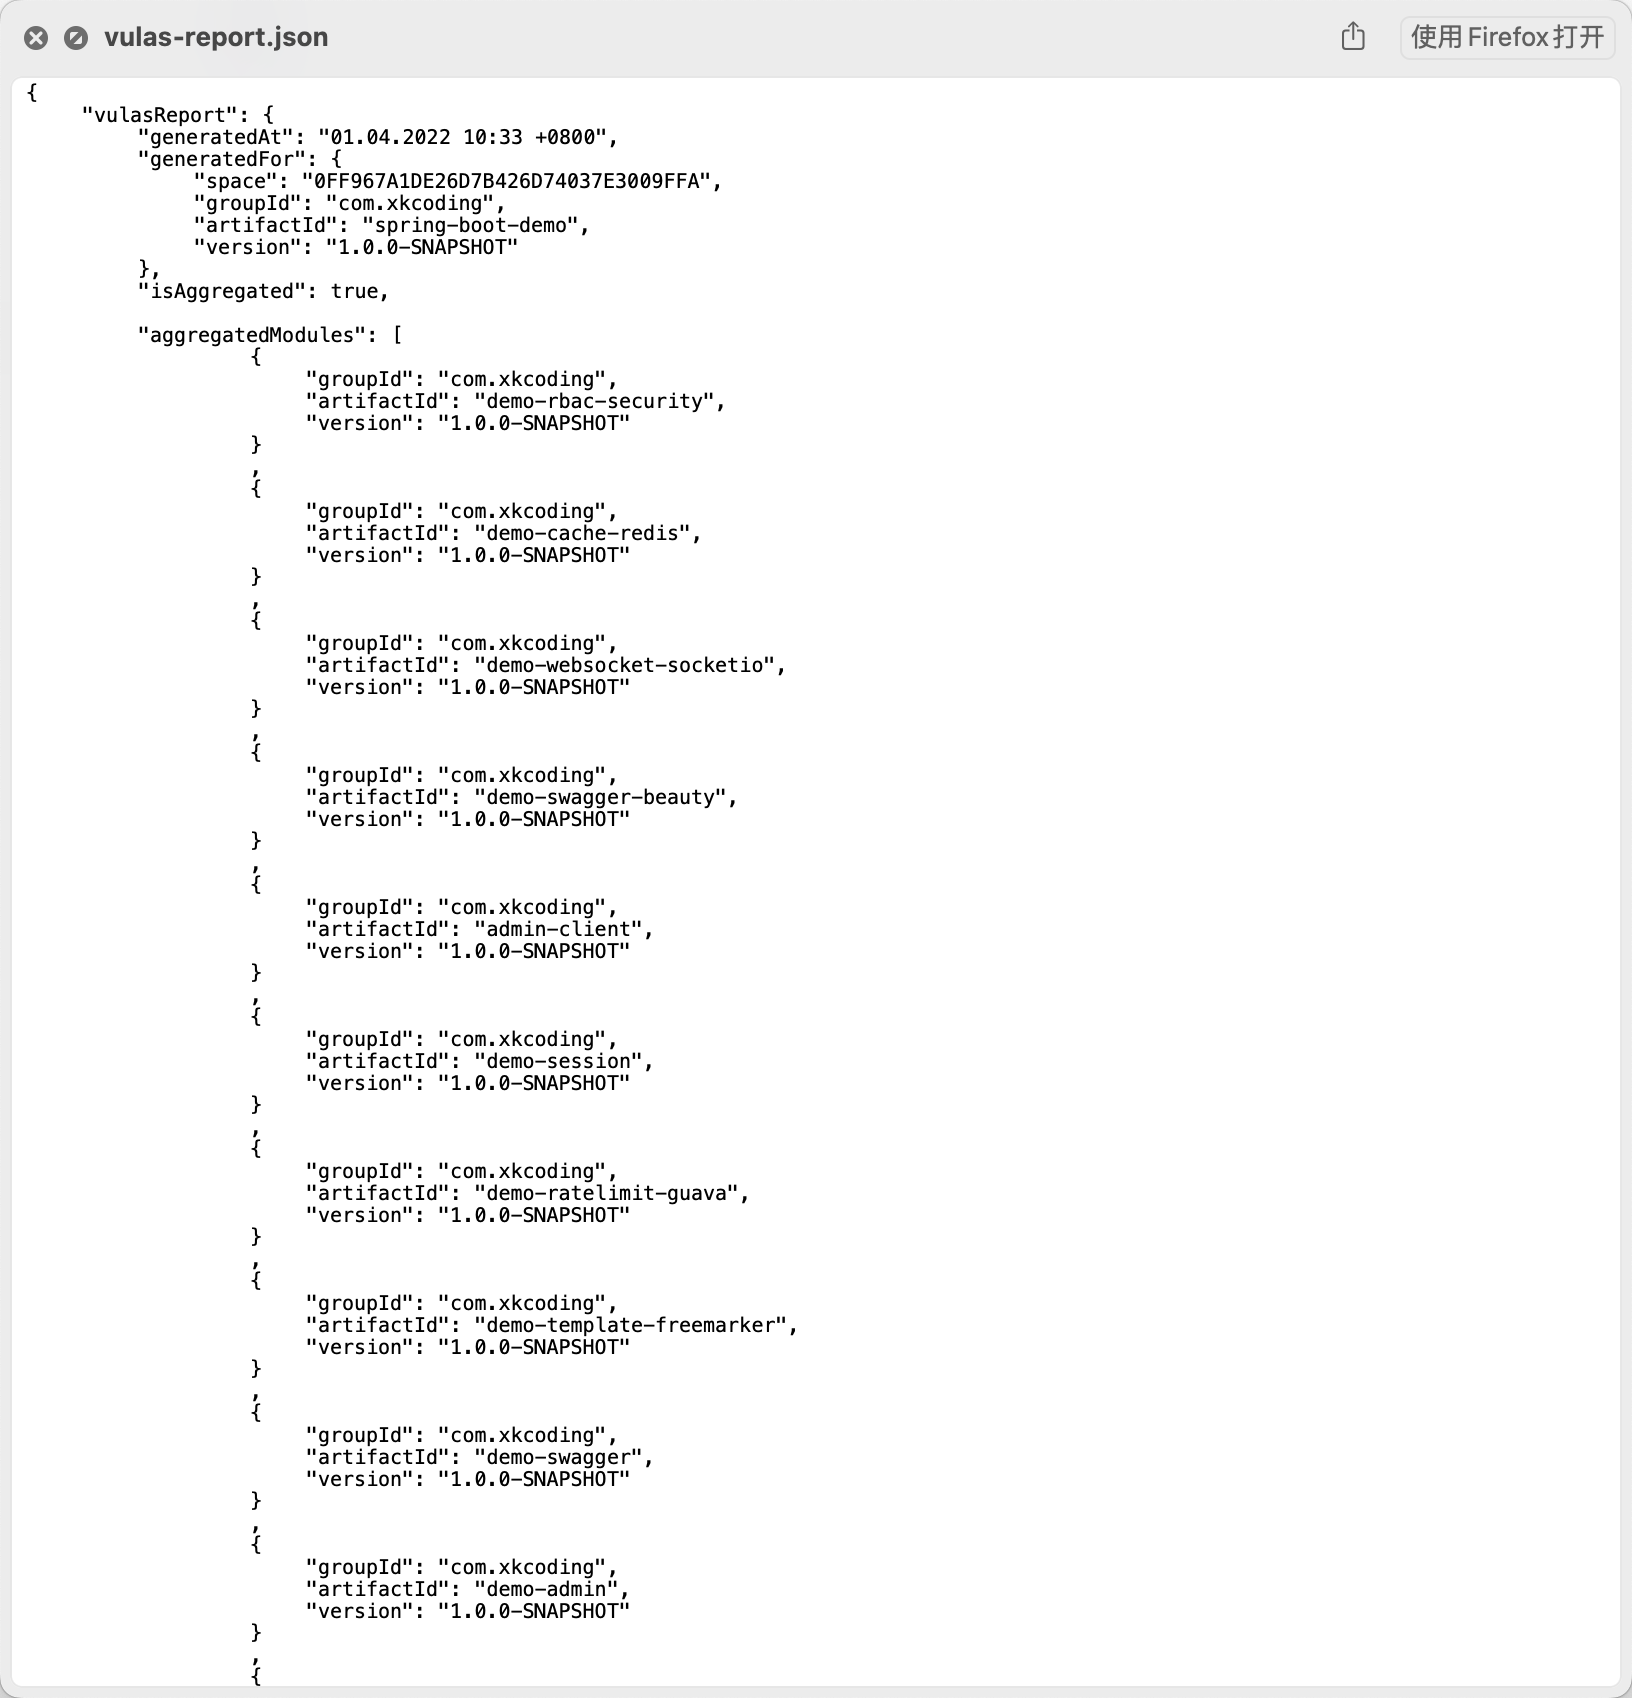 vulas-report.json
使用 Firefox 打开
{
"vulasReport": {
"generatedAt": "01.04.2022 10:33 +0800",
"generatedFor": {
"space": "0FF967A1DE26D7B426D74037E3009FFA",
"groupId": "com.xkcoding",
"artifactId": "spring-boot-demo",
"version": "1.0.0-SNAPSHOT"
},
"isAggregated": true,
"aggregatedModules": [
{
"groupId": "com.xkcoding",
"artifactId": "demo-rbac-security",
"version": "1.0.0-SNAPSHOT"
}
,
{
"groupId": "com.xkcoding",
"artifactId": "demo-cache-redis",
"version": "1.0.0-SNAPSHOT"
}
,
{
"groupId": "com.xkcoding",
"artifactId": "demo-websocket-socketio",
"version": "1.0.0-SNAPSHOT"
}
,
{
"groupId": "com.xkcoding",
"artifactId": "demo-swagger-beauty",
"version": "1.0.0-SNAPSHOT"
}
,
{
"groupId": "com.xkcoding",
"artifactId": "admin-client",
"version": "1.0.0-SNAPSHOT"
}
,
{
"groupId": "com.xkcoding",
"artifactId": "demo-session",
"version": "1.0.0-SNAPSHOT"
}
,
{
"groupId": "com.xkcoding",
"artifactId": "demo-ratelimit-guava",
"version": "1.0.0-SNAPSHOT"
}
,
{
"groupId": "com.xkcoding",
"artifactId": "demo-template-freemarker",
"version": "1.0.0-SNAPSHOT"
}
,
{
"groupId": "com.xkcoding",
"artifactId": "demo-swagger",
"version": "1.0.0-SNAPSHOT"
}
,
{
"groupId": "com.xkcoding",
"artifactId": "demo-admin",
"version": "1.0.0-SNAPSHOT"
}
,
{